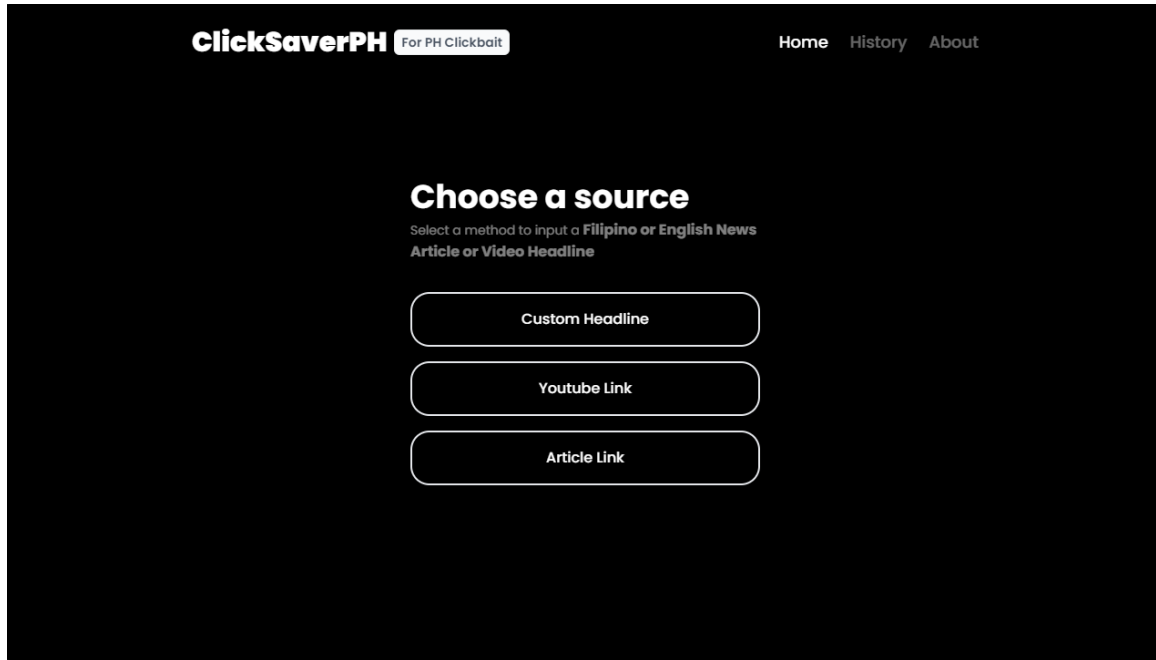 ClickSaverPH For PH Clickbait Home History About
Choose a source
Select a method to input a Filipino or English News
Article or Video Headline
Custom Headline
Youtube Link
Article Link